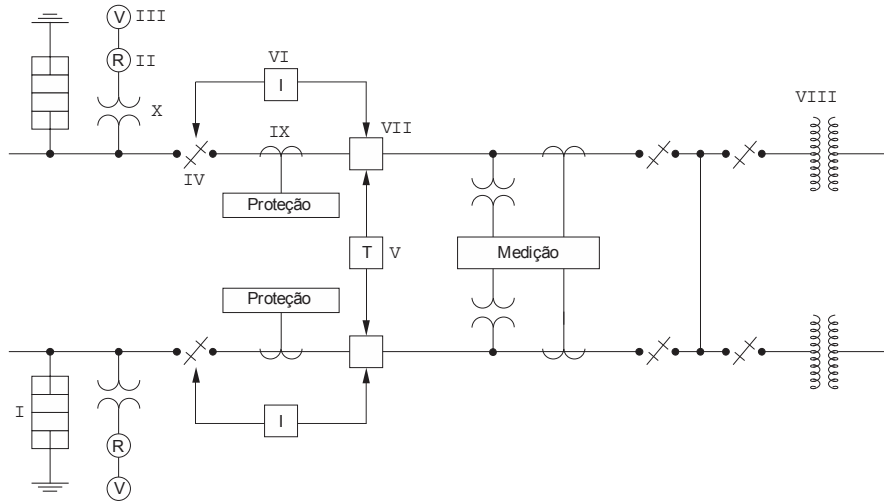 V III
R II
VI
I
X
VIII
IX
VII
IV
Proteção
T V
Medição
Proteção
I
I
R
V